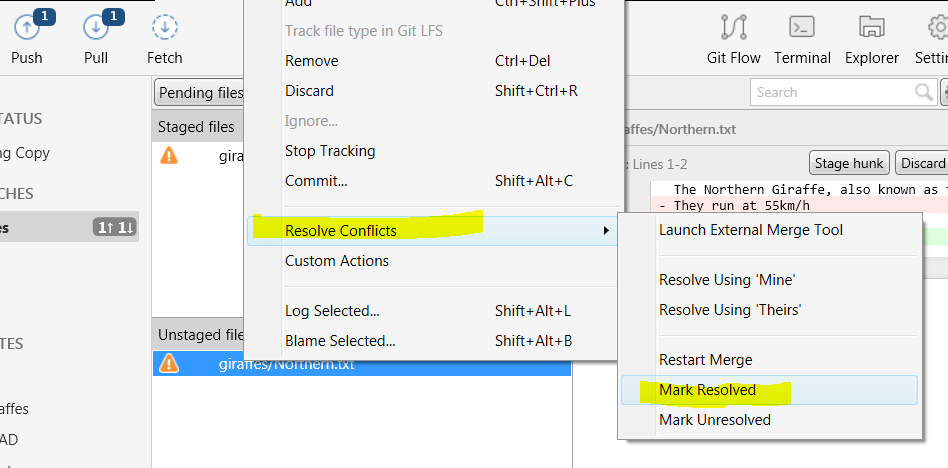 1
1
Push
Pull
Fetch
Git Flow
Terminal
Explorer
Add Ctrl+Shift+Plus
Track file type in Git LFS
Remove Ctrl+Del
Discard Shift+Ctrl+R
Ignore...
Stop Tracking
Commit... Shift+Alt+C
Resolve Conflicts
Custom Actions
Log Selected... Shift+Alt+L
Blame Selected... Shift+Alt+B
Launch External Merge Tool
Resolve Using 'Mine'
Resolve Using 'Theirs'
Restart Merge
Mark Resolved
Mark Unresolved
TATUS
ng Copy
CHES
es 1↑ 1↓
TES
affes
AD
Pending files
Staged files
gira
Unstaged file
giraffes/Northern.txt
Search
affes/Northern.txt
: Lines 1-2
Stage hunk
Discard
The Northern Giraffe, also known as
- They run at 55km/h